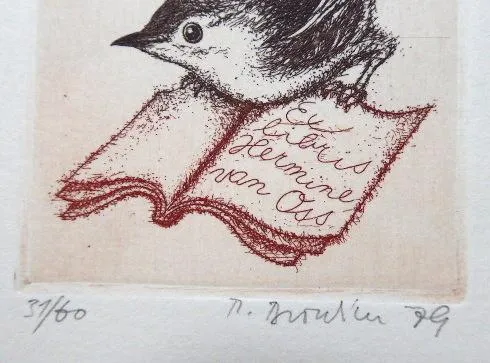 Ex
libris
Hermine
van Oss
31/60 79